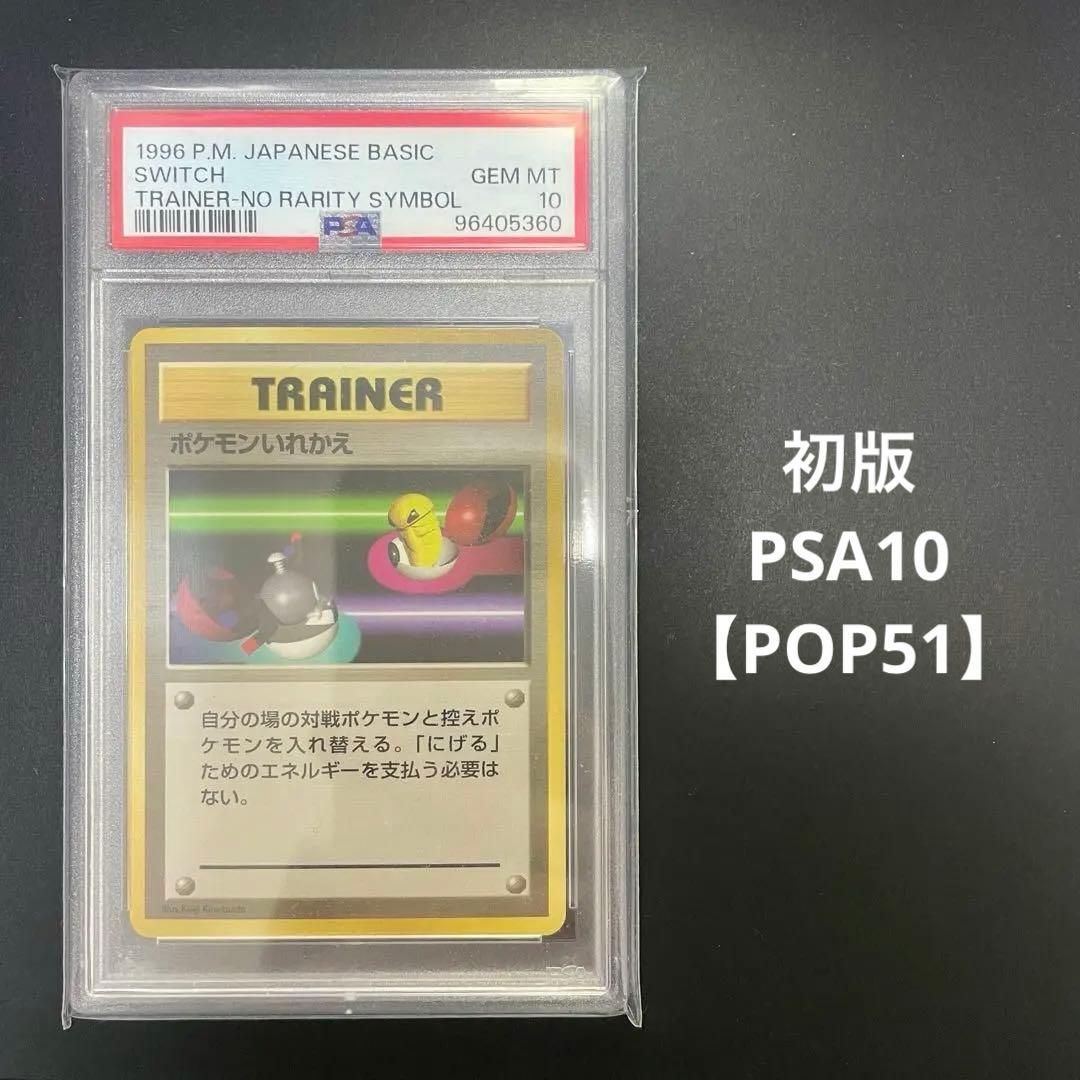 1996 P.M. JAPANESE BASIC
SWITCH GEM MT
TRAINER-NO RARITY SYMBOL 10
PSA 96405360
TRAINER
ポケモンいれかえ
自分の場の対戦ポケモンと控えポ
ケモンを入れ替える。「にげる」
ためのエネルギーを支払う必要は
ない。
Illus. Keiji Kinebuchi
初版
PSA10
【POP51】